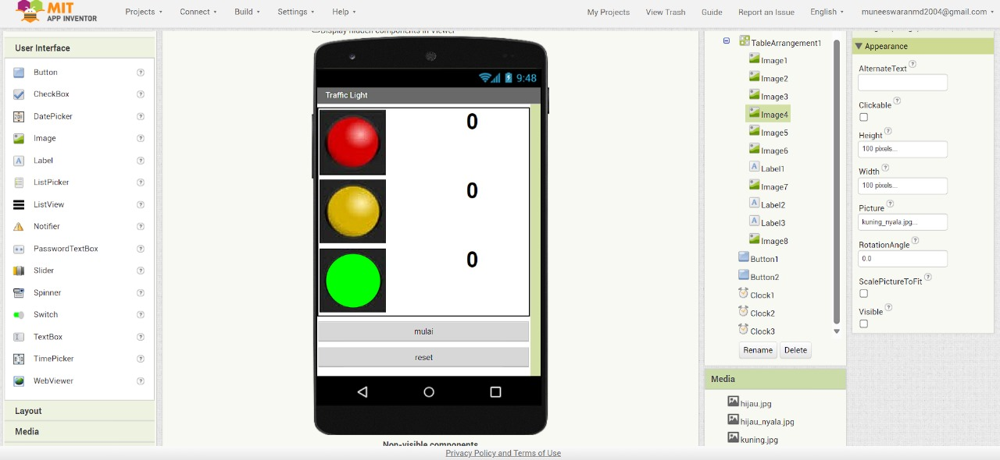 MIT
APP INVENTOR
Projects
Connect
Build
Settings
Help
My Projects
View Trash
Guide
Report an Issue
English
muneeswaranmd2004@gmail.com
User Interface
Button
CheckBox
DatePicker
Image
Label
ListPicker
ListView
Notifier
PasswordTextBox
Slider
Spinner
Switch
TextBox
TimePicker
WebViewer
Layout
Media
Display hidden components in Viewer
9:48
Traffic Light
0
0
0
mulai
reset
Non-visible components
TableArrangement1
Image1
Image2
Image3
Image4
Image5
Image6
Label1
Image7
Label2
Label3
Image8
Button1
Button2
Clock1
Clock2
Clock3
Rename
Delete
Media
hijau.jpg
hijau_nyala.jpg
kuning.jpg
Appearance
AlternateText
Clickable
Height
100 pixels...
Width
100 pixels...
Picture
kuning_nyala.jpg...
RotationAngle
0.0
ScalePictureToFit
Visible
Privacy Policy and Terms of Use